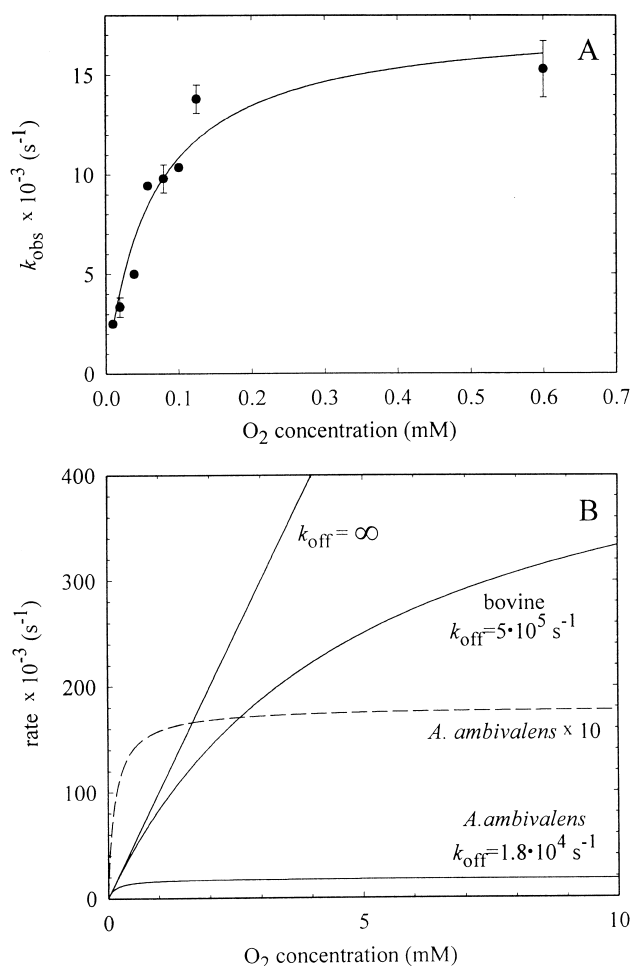 A
15
10
5
0
k_obs x 10^-3 (s^-1)
0.0 0.1 0.2 0.3 0.4 0.5 0.6 0.7
O₂ concentration (mM)
B
400
300
200
100
0
rate x 10^-3 (s^-1)
k_off = ∞
bovine
k_off=5•10^5 s^-1
A. ambivalens x 10
A.ambivalens
k_off=1.8•10^4 s^-1
0 5 10
O₂ concentration (mM)